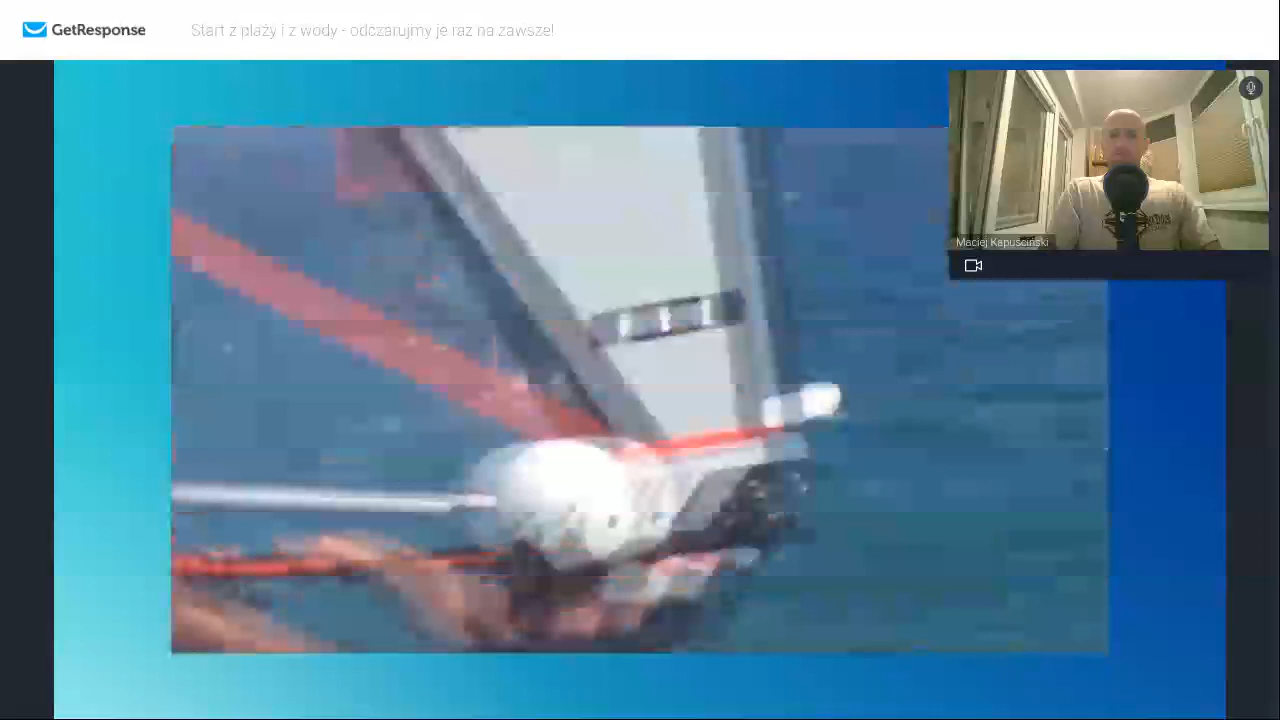 GetResponse
Start z plaży i z wody - odczarujmy je raz na zawsze!
Maciej Kapuściński